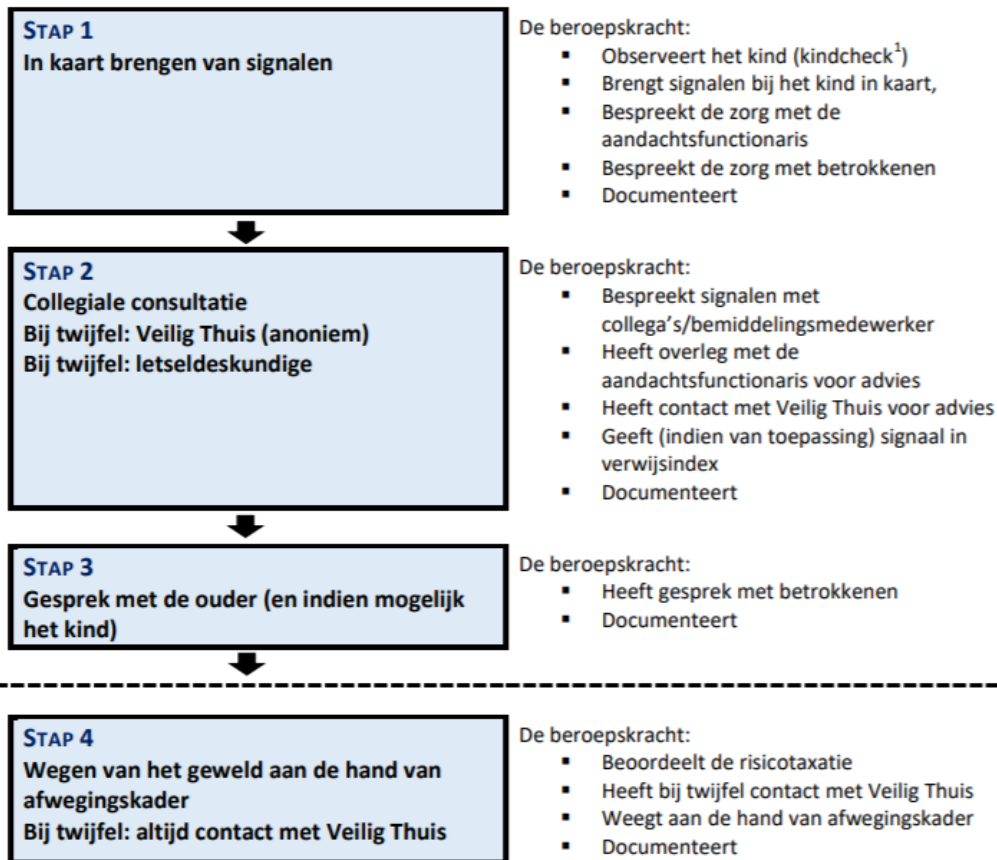 STAP 1
In kaart brengen van signalen
De beroepskracht:
▪ Observeert het kind (kindcheck¹)
▪ Brengt signalen bij het kind in kaart,
▪ Bespreekt de zorg met de
aandachtsfunctionaris
▪ Bespreekt de zorg met betrokkenen
▪ Documenteert
STAP 2
Collegiale consultatie
Bij twijfel: Veilig Thuis (anoniem)
Bij twijfel: letseldeskundige
De beroepskracht:
▪ Bespreekt signalen met
collega's/bemiddelingsmedewerker
▪ Heeft overleg met de
aandachtsfunctionaris voor advies
▪ Heeft contact met Veilig Thuis voor advies
▪ Geeft (indien van toepassing) signaal in
verwijsindex
▪ Documenteert
STAP 3
Gesprek met de ouder (en indien mogelijk
het kind)
De beroepskracht:
▪ Heeft gesprek met betrokkenen
▪ Documenteert
STAP 4
Wegen van het geweld aan de hand van
afwegingskader
Bij twijfel: altijd contact met Veilig Thuis
De beroepskracht:
▪ Beoordeelt de risicotaxatie
▪ Heeft bij twijfel contact met Veilig Thuis
▪ Weegt aan de hand van afwegingskader
▪ Documenteert